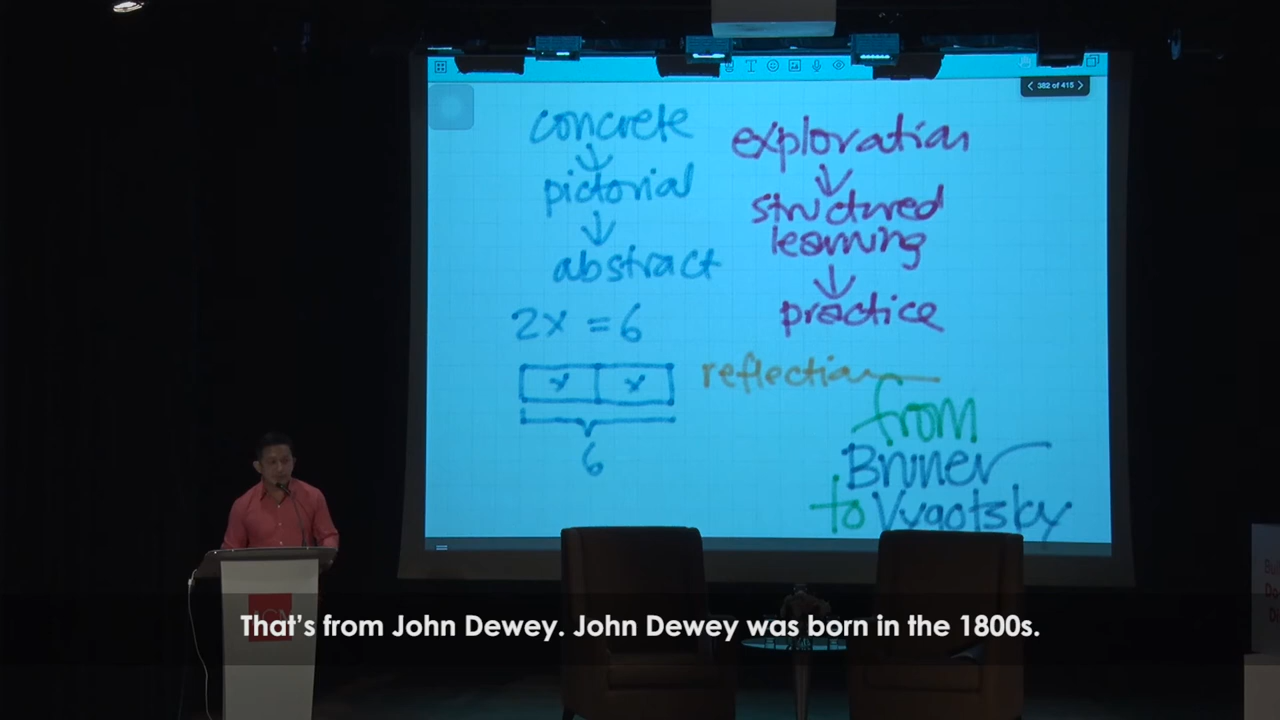 382 of 415
concrete
pictorial
abstract
2x = 6
x x
6
exploration
structured
learning
practice
reflection
from
Bruner
to Vygotsky
That's from John Dewey. John Dewey was born in the 1800s.